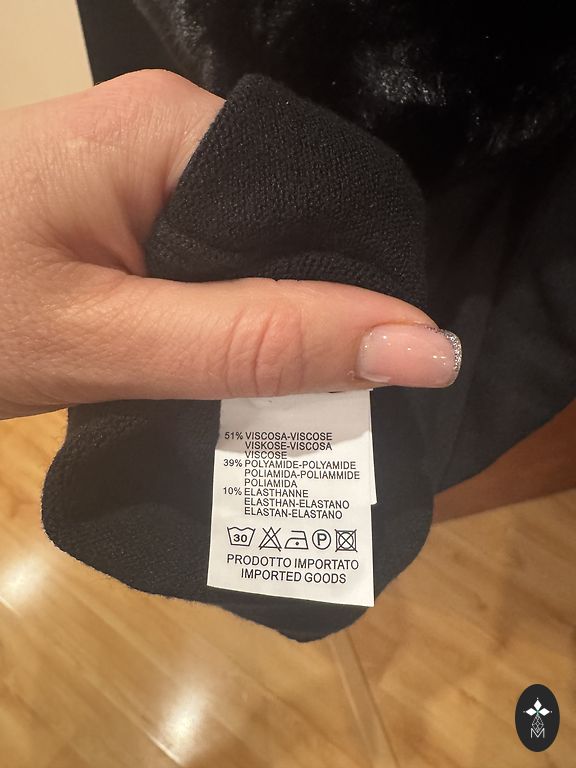 51% VISCOSA-VISCOSE
VISKOSE-VISCOSA
VISCOSE
39% POLYAMIDE-POLYAMIDE
POLIAMIDA-POLIAMMIDE
POLIAMIDA
10% ELASTHANNE
ELASTHAN-ELASTANO
ELASTAN-ELASTANO
30 P
PRODOTTO IMPORTATO
IMPORTED GOODS
M